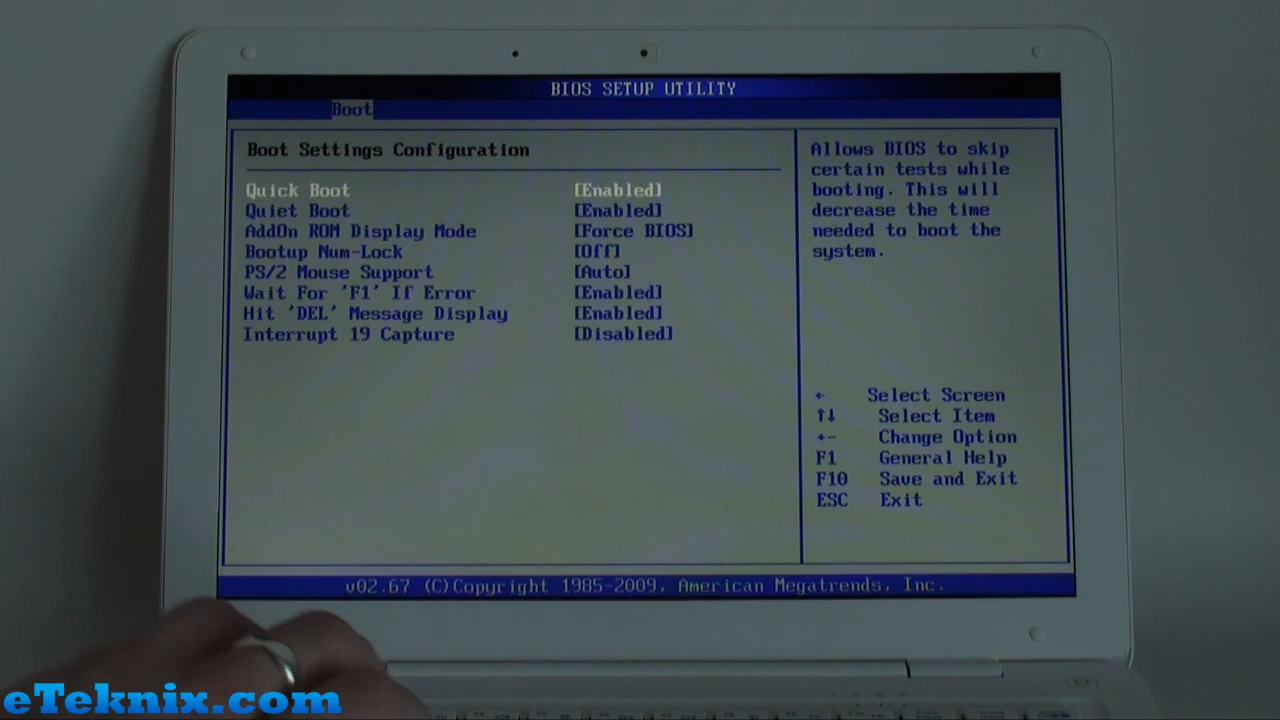 BIOS SETUP UTILITY
Boot
Boot Settings Configuration
Quick Boot [Enabled]
Quiet Boot [Enabled]
AddOn ROM Display Mode [Force BIOS]
Bootup Num-Lock [Off]
PS/2 Mouse Support [Auto]
Wait For 'F1' If Error [Enabled]
Hit 'DEL' Message Display [Enabled]
Interrupt 19 Capture [Disabled]
Allows BIOS to skip
certain tests while
booting. This will
decrease the time
needed to boot the
system.
← Select Screen
↑↓ Select Item
+- Change Option
F1 General Help
F10 Save and Exit
ESC Exit
v02.67 (C)Copyright 1985-2009, American Megatrends, Inc.
eTeknix.com